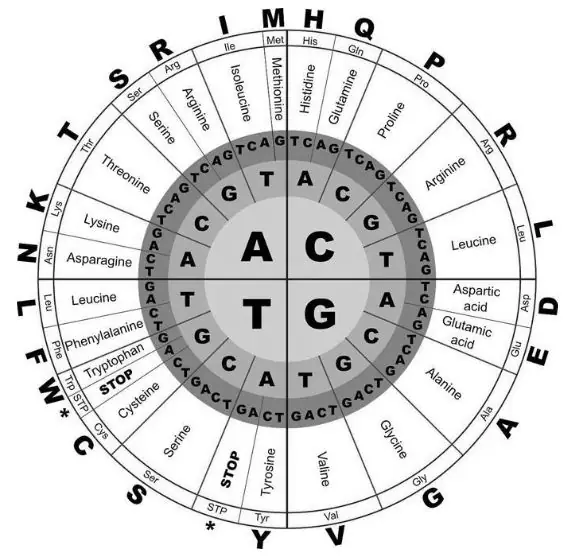 H Q P R L D E A G V Y * S C * W F L N K T S R I M
His Gln Pro Arg Leu Asp Glu Ala Gly Val Tyr STP Ser Cys STP Trp Phe Leu Asn Lys Thr Ser Arg Ile Met
Histidine
Glutamine
Proline
Arginine
Leucine
Aspartic
acid
Glutamic
acid
Alanine
Glycine
Valine
Tyrosine
STOP
Serine
Cysteine
STOP
Tryptophan
Phenylalanine
Leucine
Asparagine
Lysine
Threonine
Serine
Arginine
Isoleucine
Methionine
T C A G T C A G T C A G T C A G
T C A G T C A G T C A G T C A G
T C A G T C A G T C A G T C A G
T C A G T C A G T C A G T C A G
A C G T
A C G T
A C G T
A C G T
A C
T G